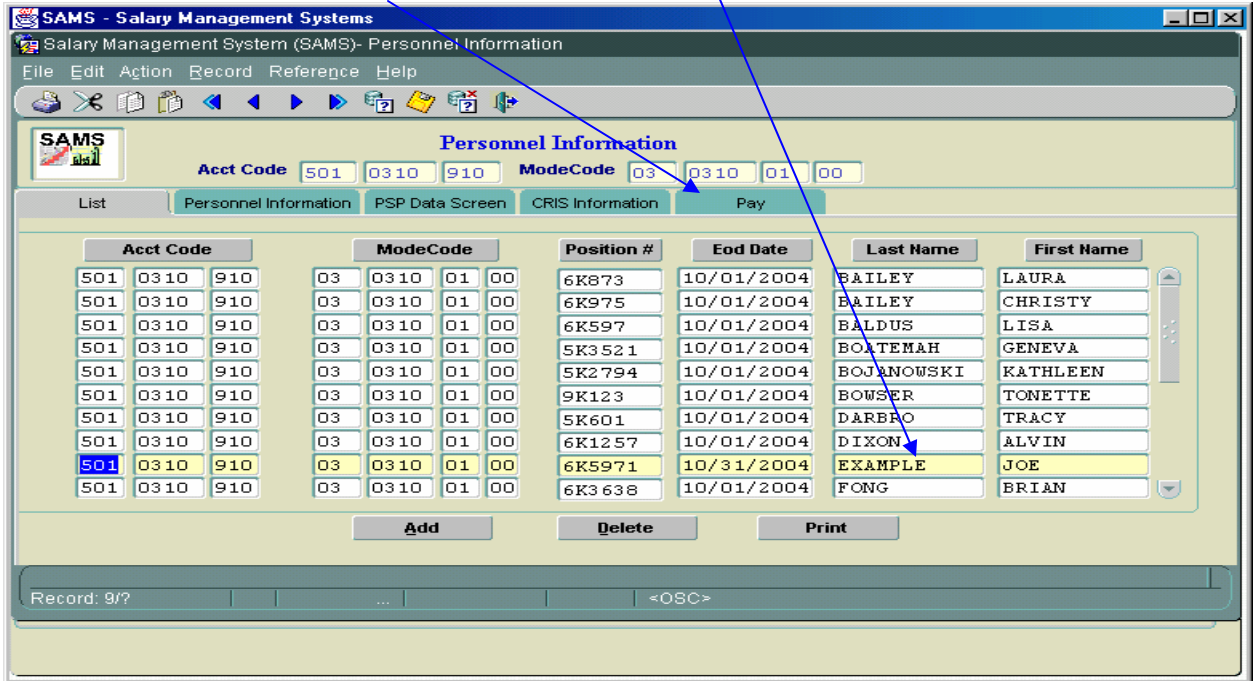 SAMS - Salary Management Systems
Salary Management System (SAMS)- Personnel Information
File Edit Action Record Reference Help
SAMS
Personnel Information
Acct Code 501 0310 910 ModeCode 03 0310 01 00
List Personnel Information PSP Data Screen CRIS Information Pay
Acct Code ModeCode Position # Eod Date Last Name First Name
501 0310 910 03 0310 01 00 6K873 10/01/2004 BAILEY LAURA
501 0310 910 03 0310 01 00 6K975 10/01/2004 BAILEY CHRISTY
501 0310 910 03 0310 01 00 6K597 10/01/2004 BALDUS LISA
501 0310 910 03 0310 01 00 5K3521 10/01/2004 BOATEMAH GENEVA
501 0310 910 03 0310 01 00 5K2794 10/01/2004 BOJANOWSKI KATHLEEN
501 0310 910 03 0310 01 00 9K123 10/01/2004 BOWSER TONETTE
501 0310 910 03 0310 01 00 5K601 10/01/2004 DARBRO TRACY
501 0310 910 03 0310 01 00 6K1257 10/01/2004 DIXON ALVIN
501 0310 910 03 0310 01 00 6K5971 10/31/2004 EXAMPLE JOE
501 0310 910 03 0310 01 00 6K3638 10/01/2004 FONG BRIAN
Add Delete Print
Record: 9/? ... <OSC>